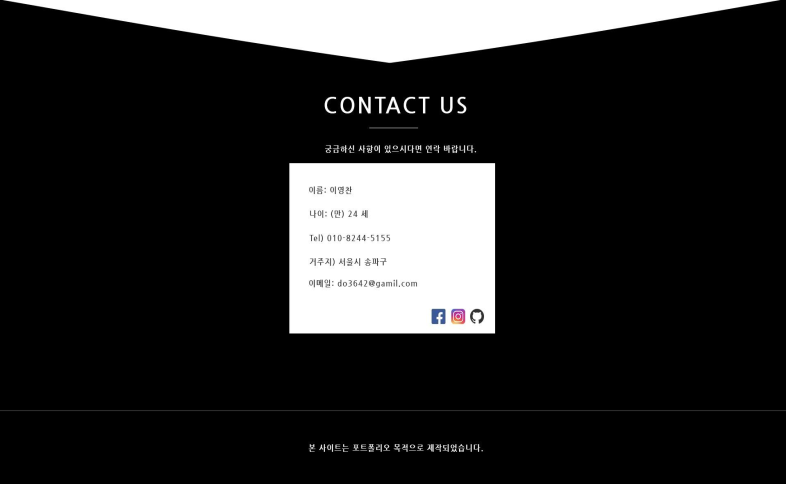 CONTACT US
궁금하신 사항이 있으시다면 연락 바랍니다.
이름: 이영찬
나이: (만) 24 세
Tel) 010-8244-5155
거주지) 서울시 송파구
이메일: do3642@gamil.com
본 사이트는 포트폴리오 목적으로 제작되었습니다.